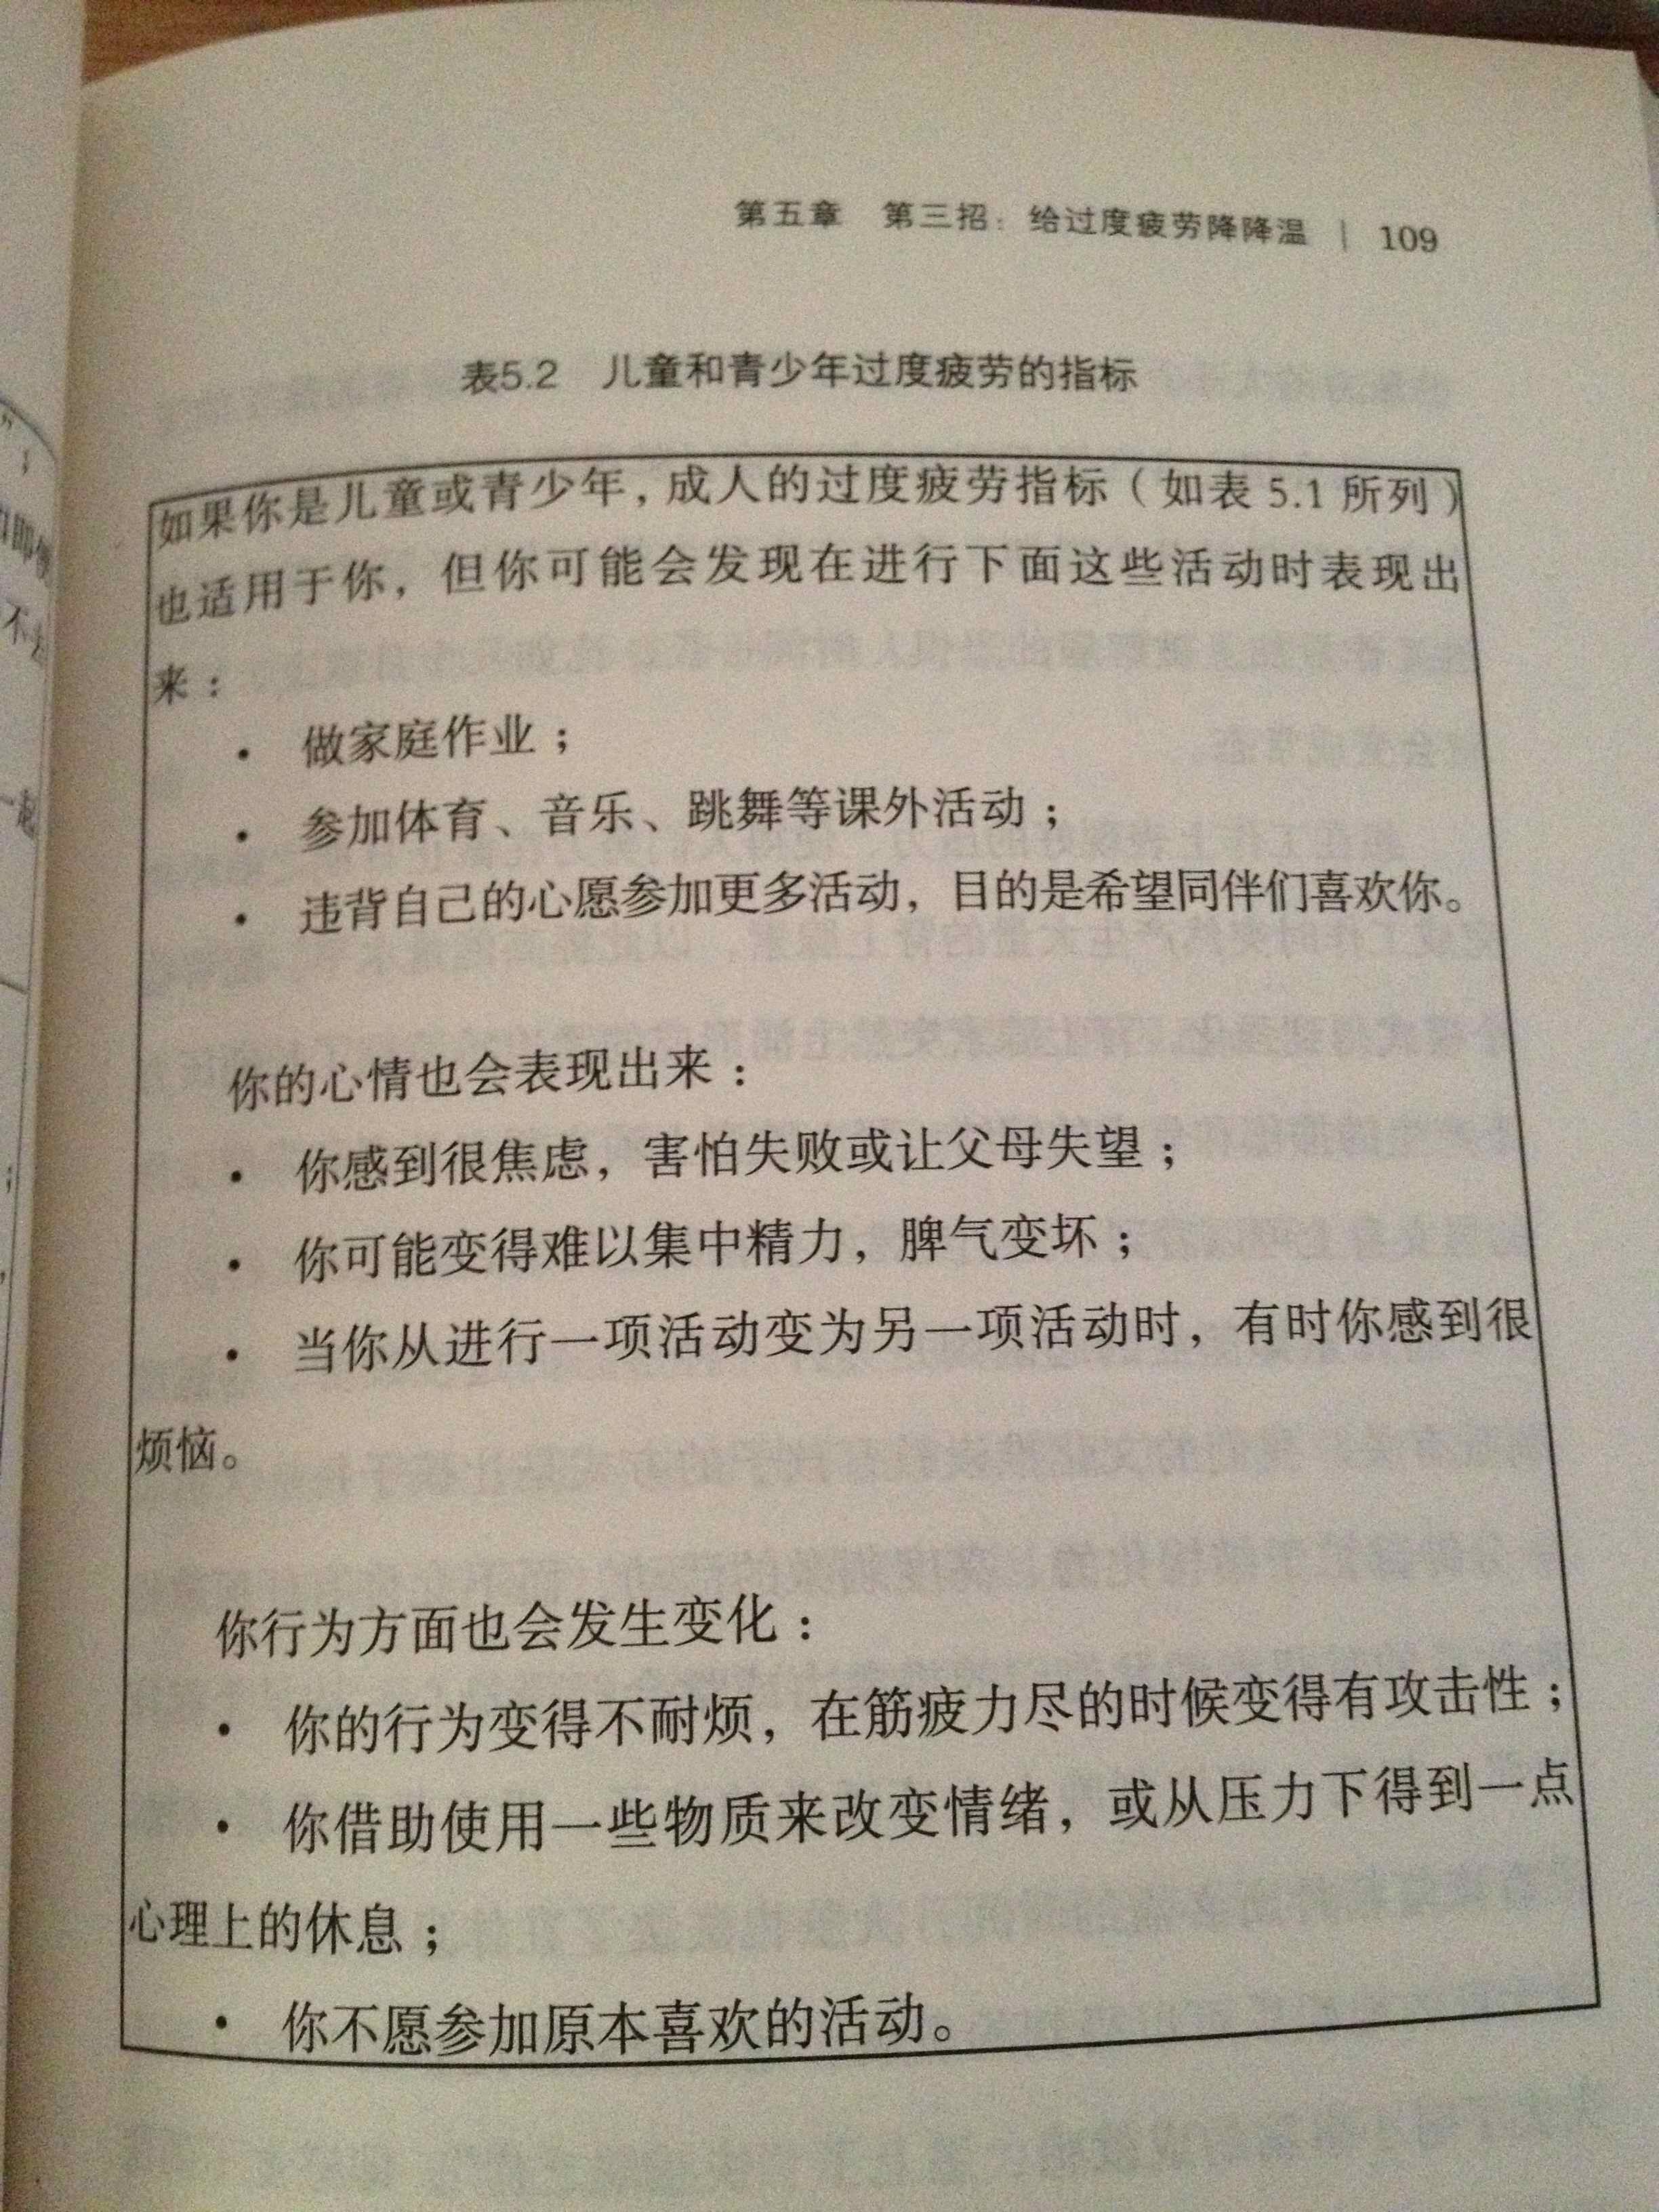 第五章 第三招：给过度疲劳降降温 | 109
表5.2 儿童和青少年过度疲劳的指标
如果你是儿童或青少年，成人的过度疲劳指标（如表 5.1 所列）
也适用于你，但你可能会发现在进行下面这些活动时表现出
来：
· 做家庭作业；
· 参加体育、音乐、跳舞等课外活动；
· 违背自己的心愿参加更多活动，目的是希望同伴们喜欢你。
你的心情也会表现出来：
· 你感到很焦虑，害怕失败或让父母失望；
· 你可能变得难以集中精力，脾气变坏；
· 当你从进行一项活动变为另一项活动时，有时你感到很
烦恼。
你行为方面也会发生变化：
· 你的行为变得不耐烦，在筋疲力尽的时候变得有攻击性；
· 你借助使用一些物质来改变情绪，或从压力下得到一点
心理上的休息；
· 你不愿参加原本喜欢的活动。